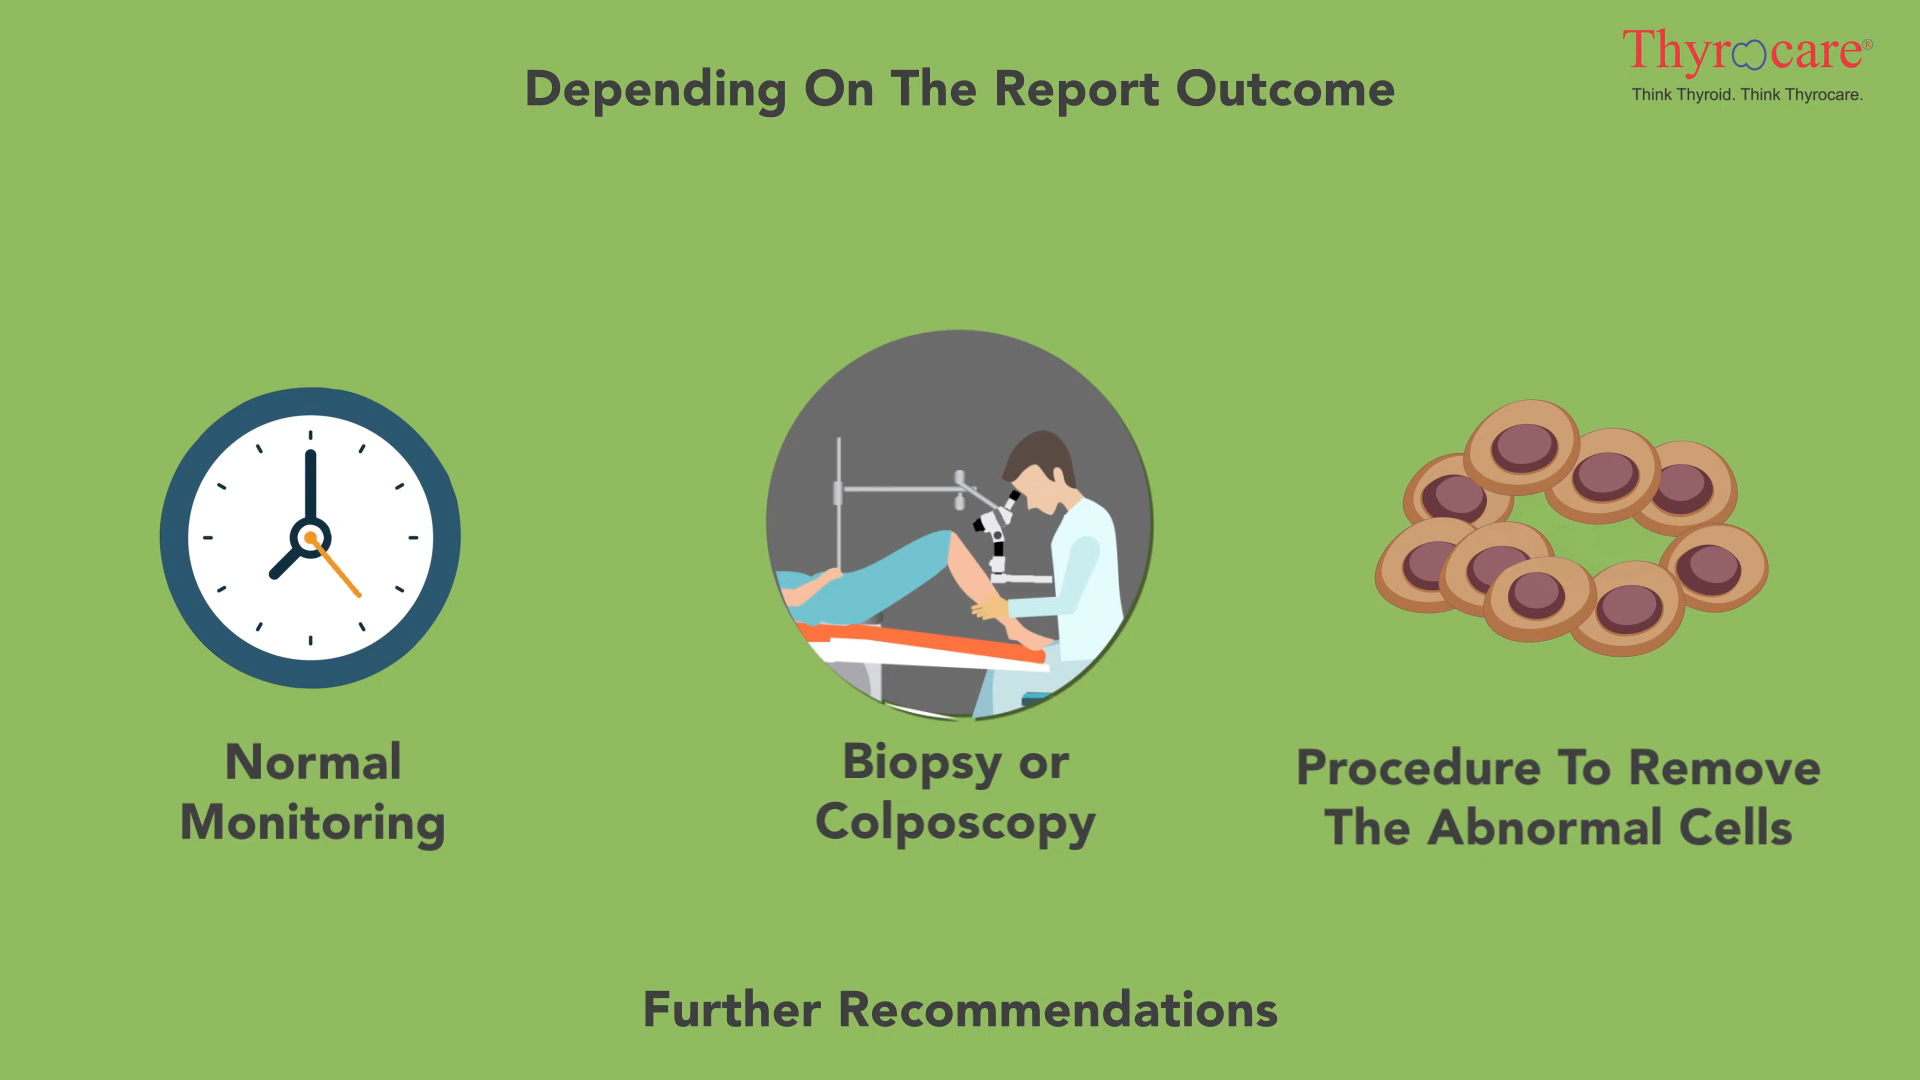 Thyrocare®
Think Thyroid. Think Thyrocare.
Depending On The Report Outcome
Normal
Monitoring
Biopsy or
Colposcopy
Procedure To Remove
The Abnormal Cells
Further Recommendations